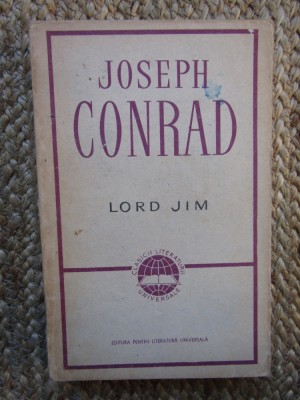 JOSEPH
CONRAD
LORD JIM
CLASICII LITERATURII
UNIVERSALE
EDITURA PENTRU LITERATURĂ UNIVERSALĂ